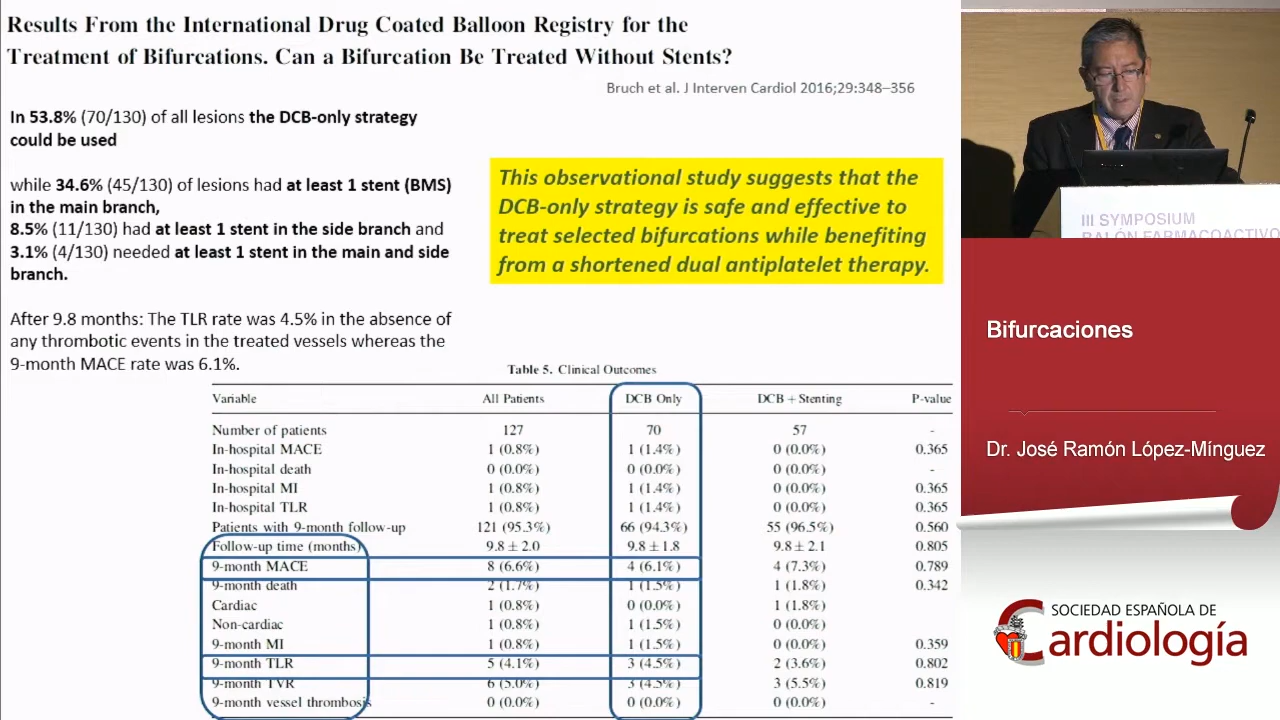 Results From the International Drug Coated Balloon Registry for the
Treatment of Bifurcations. Can a Bifurcation Be Treated Without Stents?
Bruch et al. J Interven Cardiol 2016;29:348–356
In 53.8% (70/130) of all lesions the DCB-only strategy
could be used
while 34.6% (45/130) of lesions had at least 1 stent (BMS)
in the main branch,
8.5% (11/130) had at least 1 stent in the side branch and
3.1% (4/130) needed at least 1 stent in the main and side
branch.
This observational study suggests that the
DCB-only strategy is safe and effective to
treat selected bifurcations while benefiting
from a shortened dual antiplatelet therapy.
After 9.8 months: The TLR rate was 4.5% in the absence of
any thrombotic events in the treated vessels whereas the
9-month MACE rate was 6.1%.
Table 5. Clinical Outcomes
Variable All Patients DCB Only DCB + Stenting P-value
Number of patients 127 70 57 -
In-hospital MACE 1 (0.8%) 1 (1.4%) 0 (0.0%) 0.365
In-hospital death 0 (0.0%) 0 (0.0%) 0 (0.0%) -
In-hospital MI 1 (0.8%) 1 (1.4%) 0 (0.0%) 0.365
In-hospital TLR 1 (0.8%) 1 (1.4%) 0 (0.0%) 0.365
Patients with 9-month follow-up 121 (95.3%) 66 (94.3%) 55 (96.5%) 0.560
Follow-up time (months) 9.8 ± 2.0 9.8 ± 1.8 9.8 ± 2.1 0.805
9-month MACE 8 (6.6%) 4 (6.1%) 4 (7.3%) 0.789
9-month death 2 (1.7%) 1 (1.5%) 1 (1.8%) 0.342
Cardiac 1 (0.8%) 0 (0.0%) 1 (1.8%)
Non-cardiac 1 (0.8%) 1 (1.5%) 0 (0.0%)
9-month MI 1 (0.8%) 1 (1.5%) 0 (0.0%) 0.359
9-month TLR 5 (4.1%) 3 (4.5%) 2 (3.6%) 0.802
9-month TVR 6 (5.0%) 3 (4.5%) 3 (5.5%) 0.819
9-month vessel thrombosis 0 (0.0%) 0 (0.0%) 0 (0.0%) -
III SYMPOSIUM
BALÓN FARMACOACTIVO
Bifurcaciones
Dr. José Ramón López-Mínguez
SOCIEDAD ESPAÑOLA DE
Cardiología